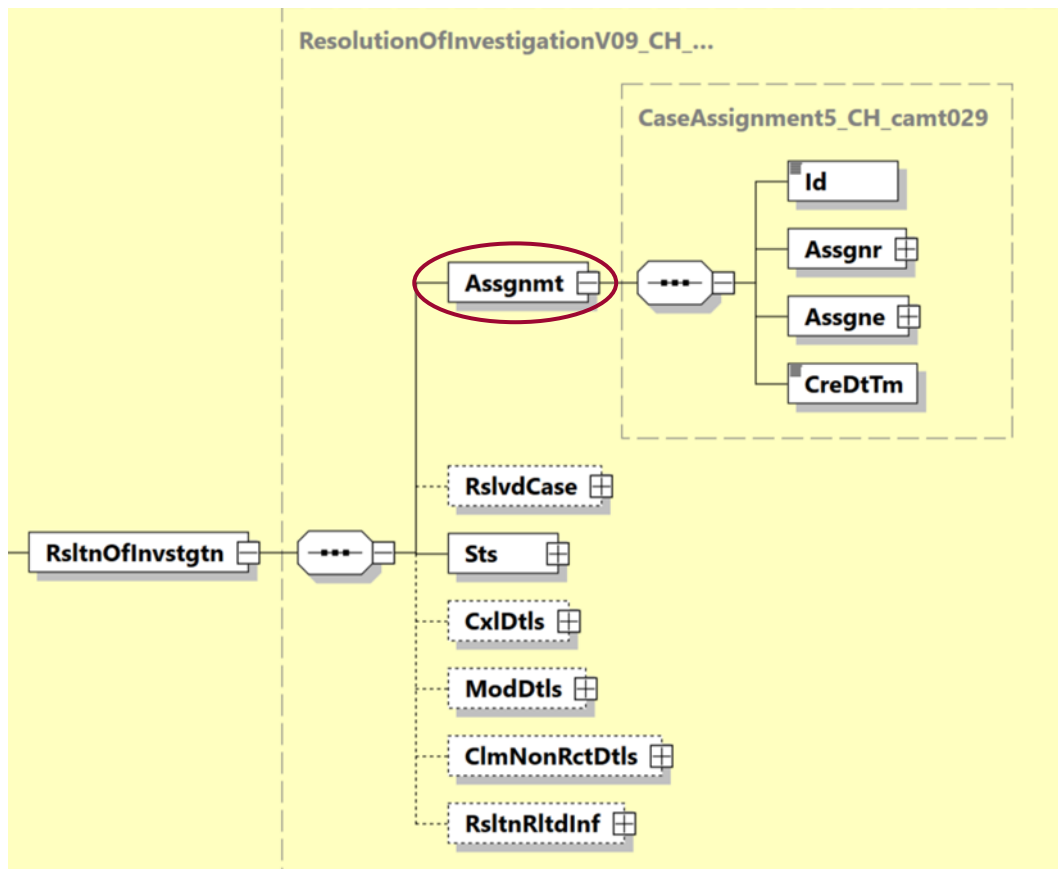 ResolutionOfInvestigationV09_CH_...
CaseAssignment5_CH_camt029
Id
Assgnr
Assgnmt
Assgne
CreDtTm
RslvdCase
RsltnOfInvstgtn
Sts
CxlDtls
ModDtls
ClmNonRctDtls
RsltnRltdInf